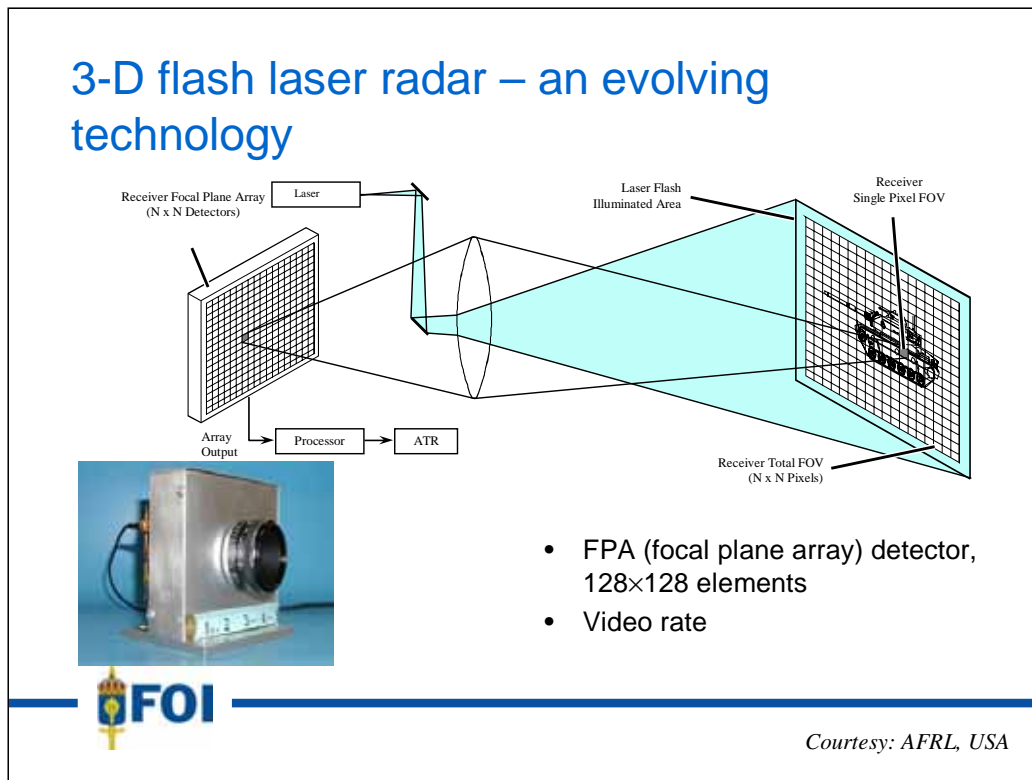 3-D flash laser radar – an evolving
technology
Receiver Focal Plane Array
(N x N Detectors)
Laser
Laser Flash
Illuminated Area
Receiver
Single Pixel FOV
Array
Output
Processor
ATR
Receiver Total FOV
(N x N Pixels)
• FPA (focal plane array) detector,
128×128 elements
• Video rate
FOI
Courtesy: AFRL, USA